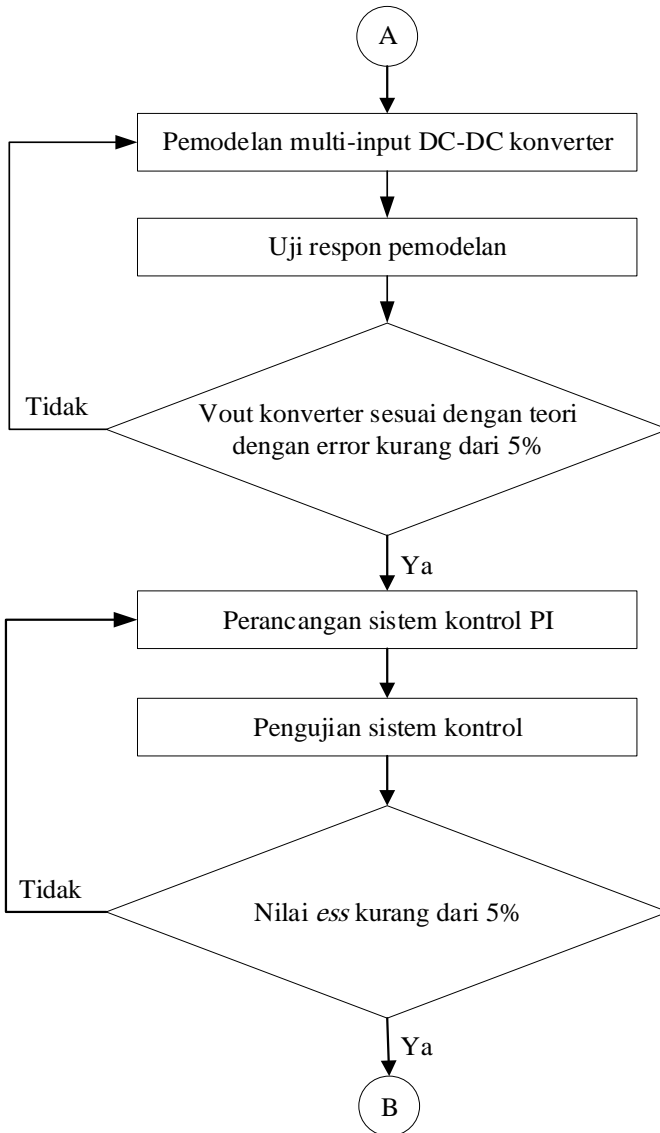 A
Pemodelan multi-input DC-DC konverter
Uji respon pemodelan
Tidak
Vout konverter sesuai dengan teori
dengan error kurang dari 5%
Ya
Perancangan sistem kontrol PI
Pengujian sistem kontrol
Tidak
Nilai ess kurang dari 5%
Ya
B